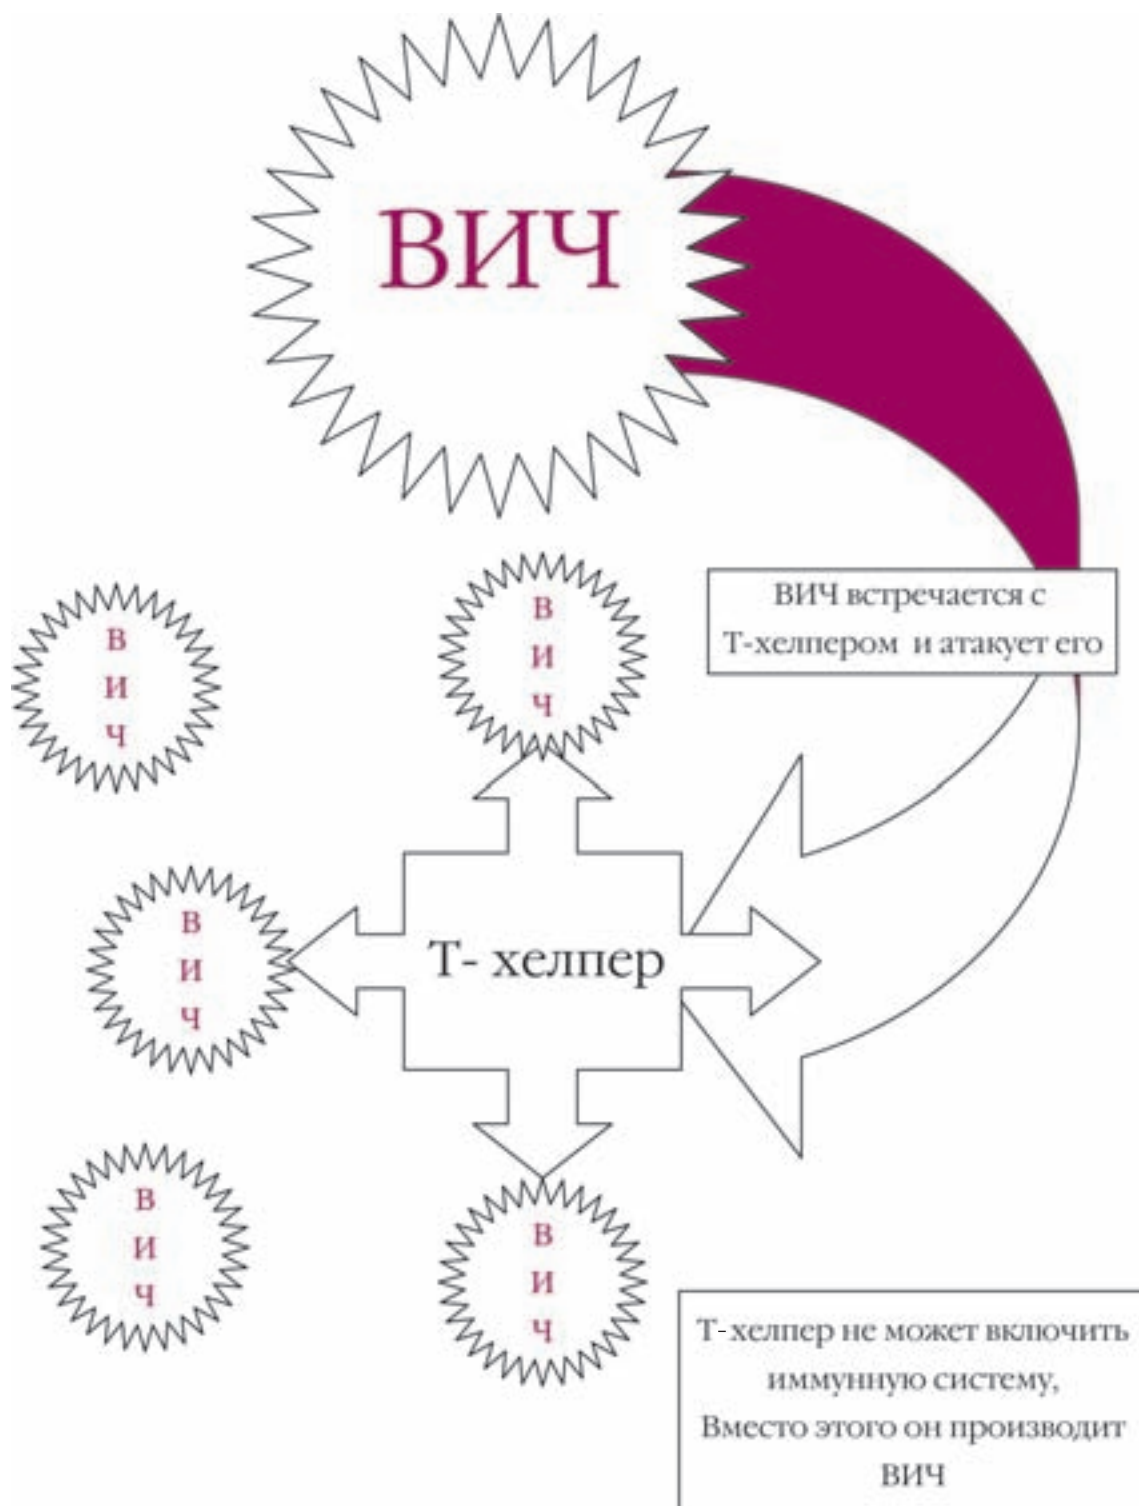 ВИЧ
ВИЧ встречается с
Т-хелпером и атакует его
В
И
Ч
В
И
Ч
В
И
Ч
Т- хелпер
В
И
Ч
В
И
Ч
Т-хелпер не может включить
иммунную систему,
Вместо этого он производит
ВИЧ